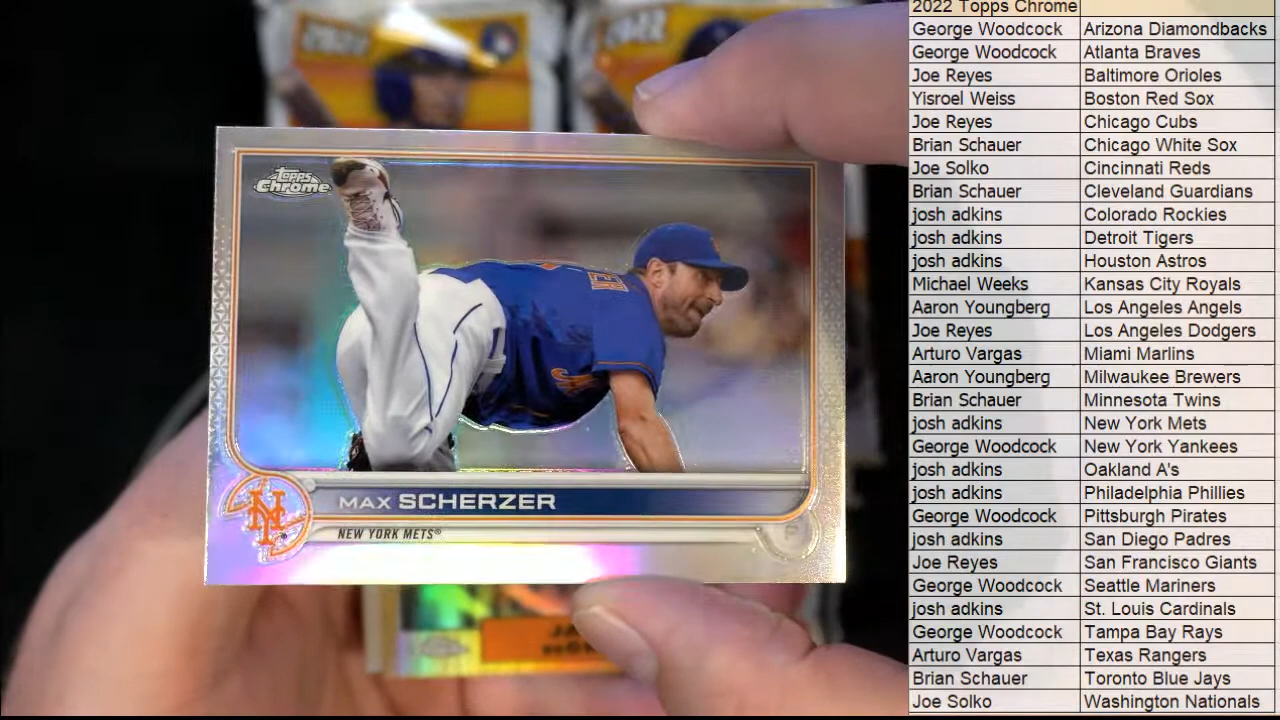 Topps
Chrome
MAX SCHERZER
NEW YORK METS®
P
2022 Topps Chrome
George Woodcock Arizona Diamondbacks
George Woodcock Atlanta Braves
Joe Reyes Baltimore Orioles
Yisroel Weiss Boston Red Sox
Joe Reyes Chicago Cubs
Brian Schauer Chicago White Sox
Joe Solko Cincinnati Reds
Brian Schauer Cleveland Guardians
josh adkins Colorado Rockies
josh adkins Detroit Tigers
josh adkins Houston Astros
Michael Weeks Kansas City Royals
Aaron Youngberg Los Angeles Angels
Joe Reyes Los Angeles Dodgers
Arturo Vargas Miami Marlins
Aaron Youngberg Milwaukee Brewers
Brian Schauer Minnesota Twins
josh adkins New York Mets
George Woodcock New York Yankees
josh adkins Oakland A's
josh adkins Philadelphia Phillies
George Woodcock Pittsburgh Pirates
josh adkins San Diego Padres
Joe Reyes San Francisco Giants
George Woodcock Seattle Mariners
josh adkins St. Louis Cardinals
George Woodcock Tampa Bay Rays
Arturo Vargas Texas Rangers
Brian Schauer Toronto Blue Jays
Joe Solko Washington Nationals